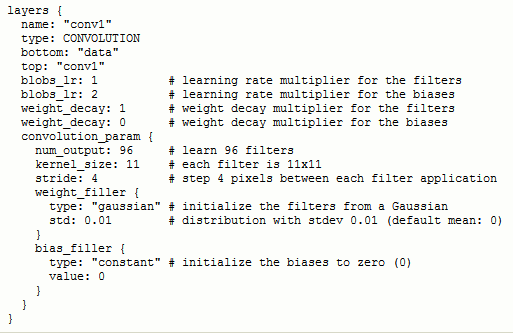 layers {
  name: "conv1"
  type: CONVOLUTION
  bottom: "data"
  top: "conv1"
  blobs_lr: 1          # learning rate multiplier for the filters
  blobs_lr: 2          # learning rate multiplier for the biases
  weight_decay: 1      # weight decay multiplier for the filters
  weight_decay: 0      # weight decay multiplier for the biases
  convolution_param {
    num_output: 96     # learn 96 filters
    kernel_size: 11    # each filter is 11x11
    stride: 4          # step 4 pixels between each filter application
    weight_filler {
      type: "gaussian" # initialize the filters from a Gaussian
      std: 0.01        # distribution with stdev 0.01 (default mean: 0)
    }
    bias_filler {
      type: "constant" # initialize the biases to zero (0)
      value: 0
    }
  }
}